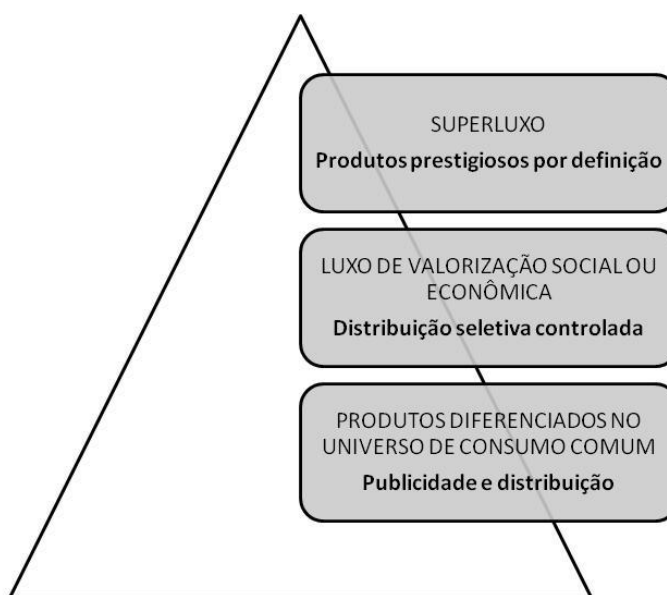 SUPERLUXO
Produtos prestigiosos por definição
LUXO DE VALORIZAÇÃO SOCIAL OU
ECONÔMICA
Distribuição seletiva controlada
PRODUTOS DIFERENCIADOS NO
UNIVERSO DE CONSUMO COMUM
Publicidade e distribuição